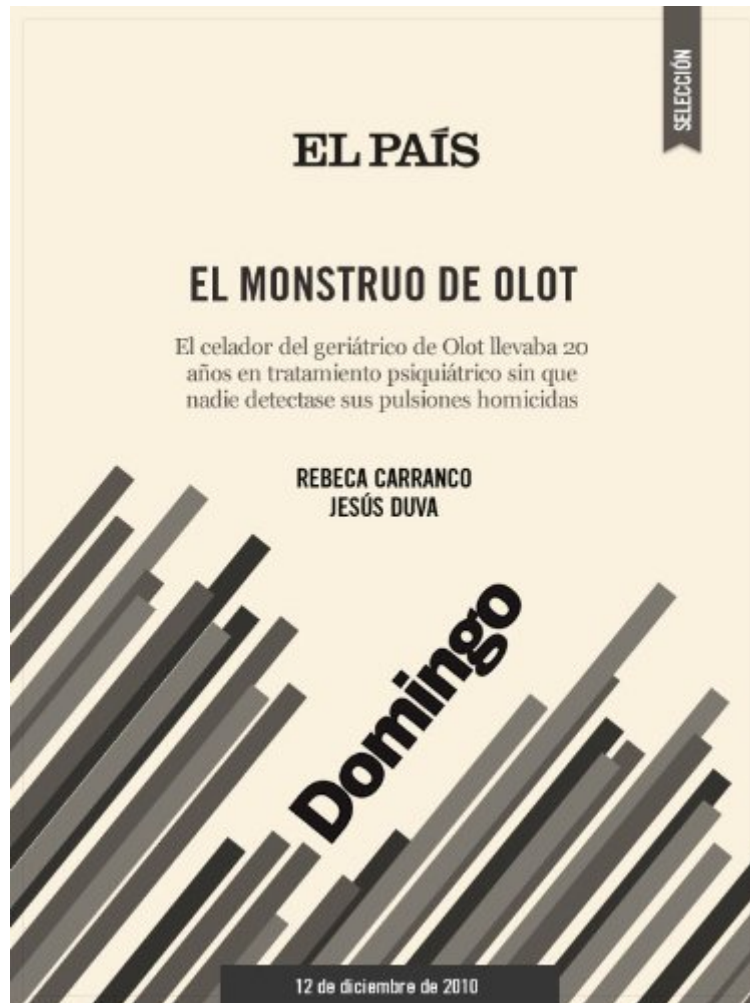 SELECCIÓN
EL PAÍS
EL MONSTRUO DE OLOT
El celador del geriátrico de Olot llevaba 20
años en tratamiento psiquiátrico sin que
nadie detectase sus pulsiones homicidas
REBECA CARRANCO
JESÚS DUVA
Domingo
12 de diciembre de 2010